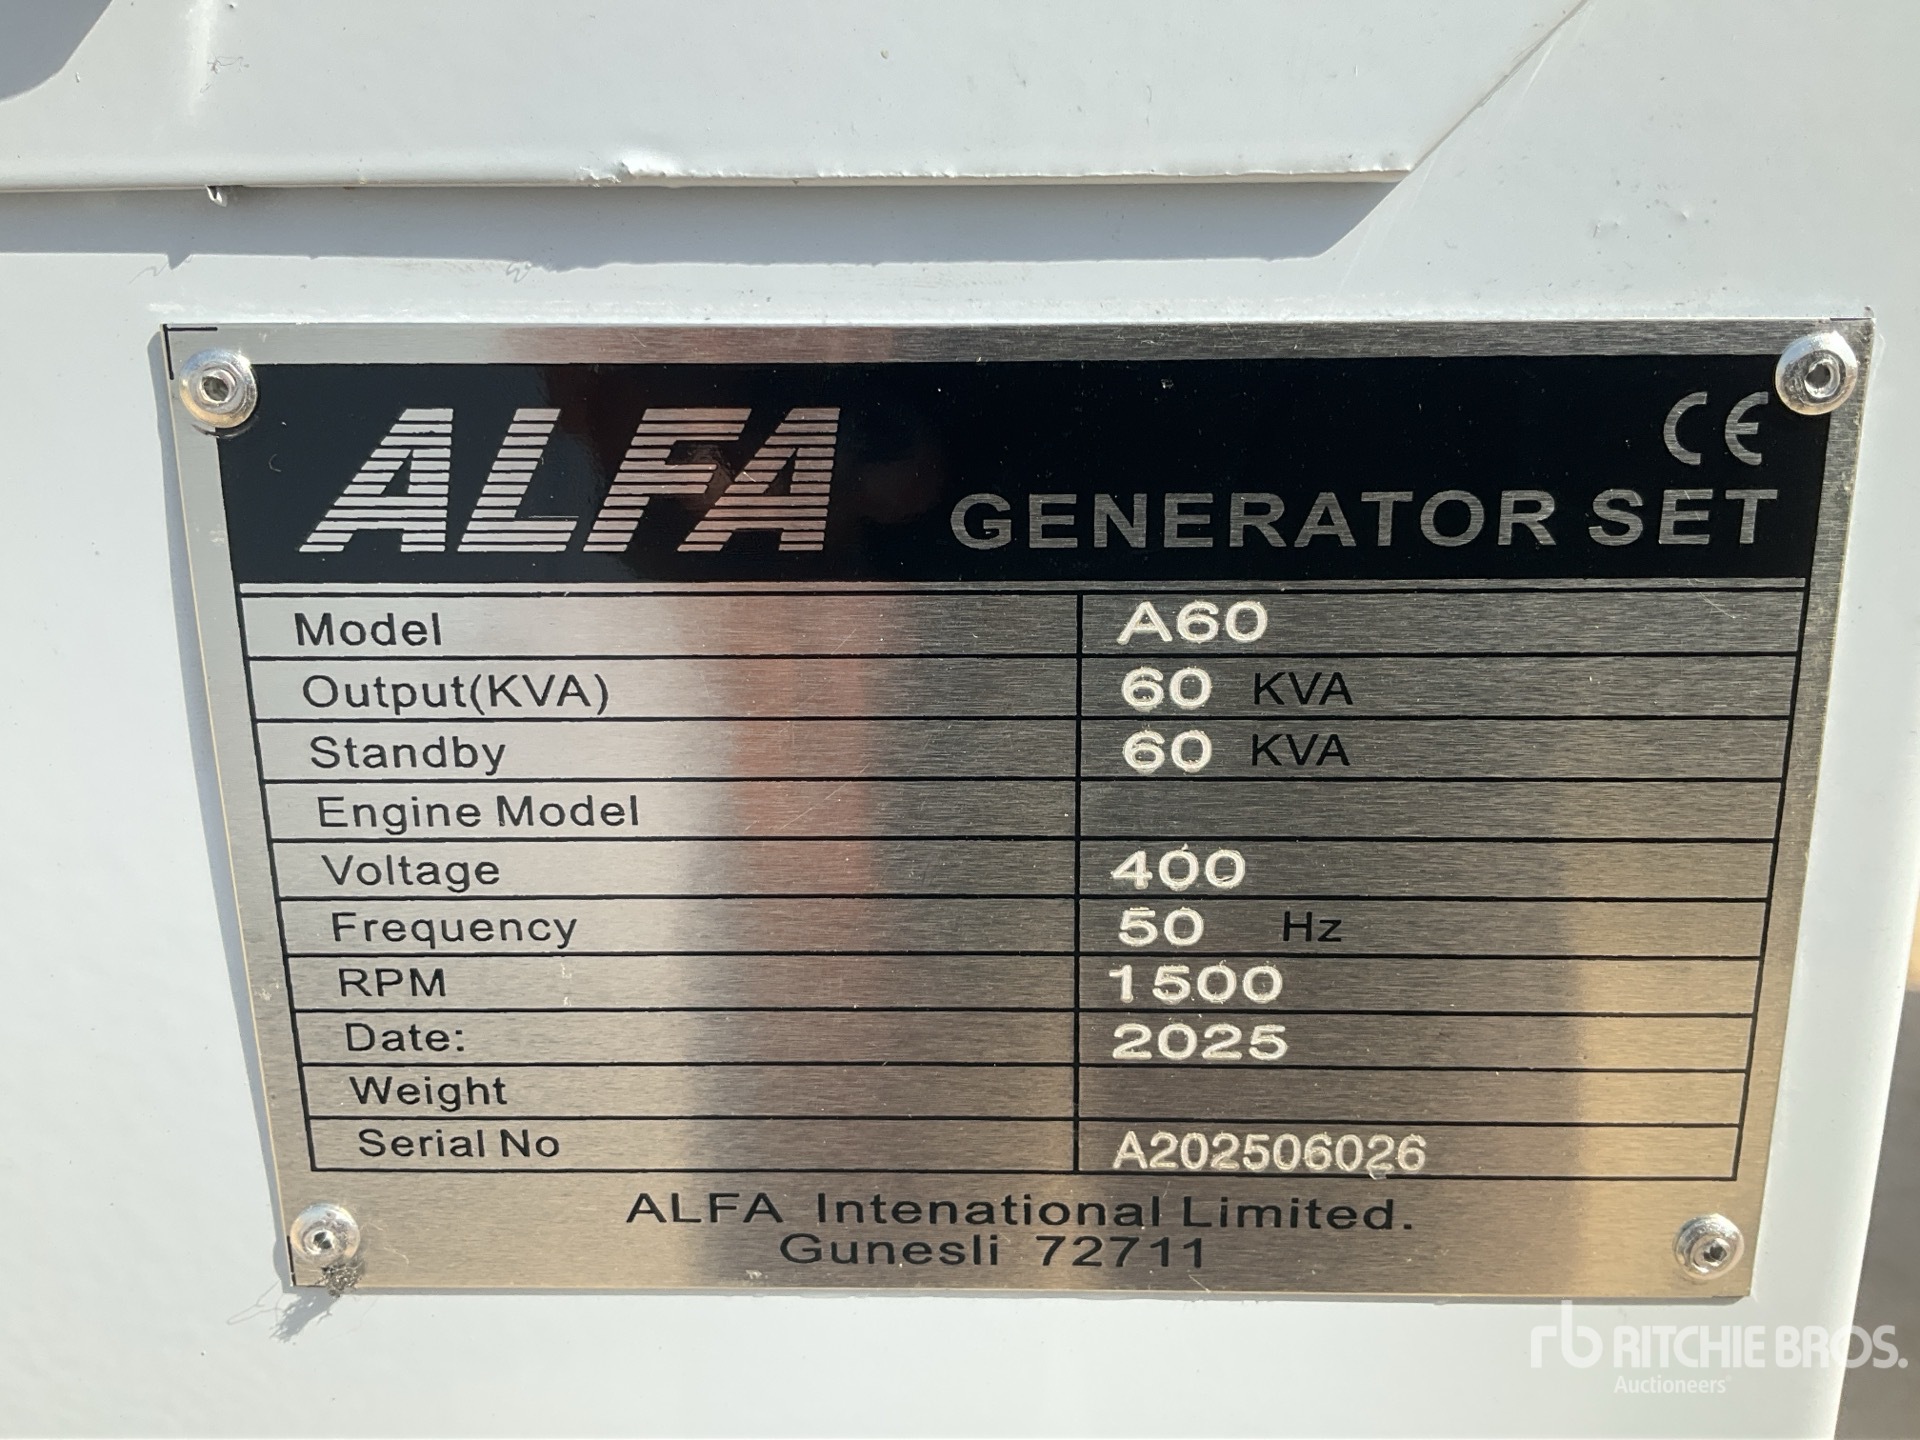 ALFA
CE
GENERATOR SET
Model A60
Output(KVA) 60 KVA
Standby 60 KVA
Engine Model
Voltage 400
Frequency 50 Hz
RPM 1500
Date: 2025
Weight
Serial No A202506026
ALFA Intenational Limited.
Gunesli 72711
rb RITCHIE BROS.
Auctioneers